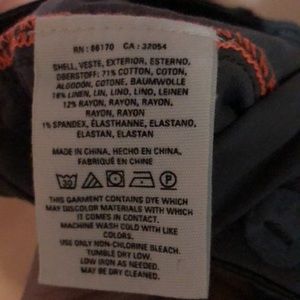 RN: 66170 CA: 32054
SHELL, VESTE, EXTERIOR, ESTERNO,
OBERSTOFF: 71% COTTON, COTON,
ALGODÓN, COTONE, BAUMWOLLE
16% LINEN, LIN, LINO, LINO, LEINEN
12% RAYON, RAYON, RAYON,
RAYON, RAYON
1% SPANDEX, ÉLASTHANNE, ELASTANO,
ELASTAN, ELASTAN
MADE IN CHINA, HECHO EN CHINA,
FABRIQUÉ EN CHINE
30 P
THIS GARMENT CONTAINS DYE WHICH
MAY DISCOLOR MATERIALS WITH WHICH
IT COMES IN CONTACT.
MACHINE WASH COLD WITH LIKE
COLORS.
USE ONLY NON-CHLORINE BLEACH.
TUMBLE DRY LOW.
LOW IRON AS NEEDED.
MAY BE DRY CLEANED.